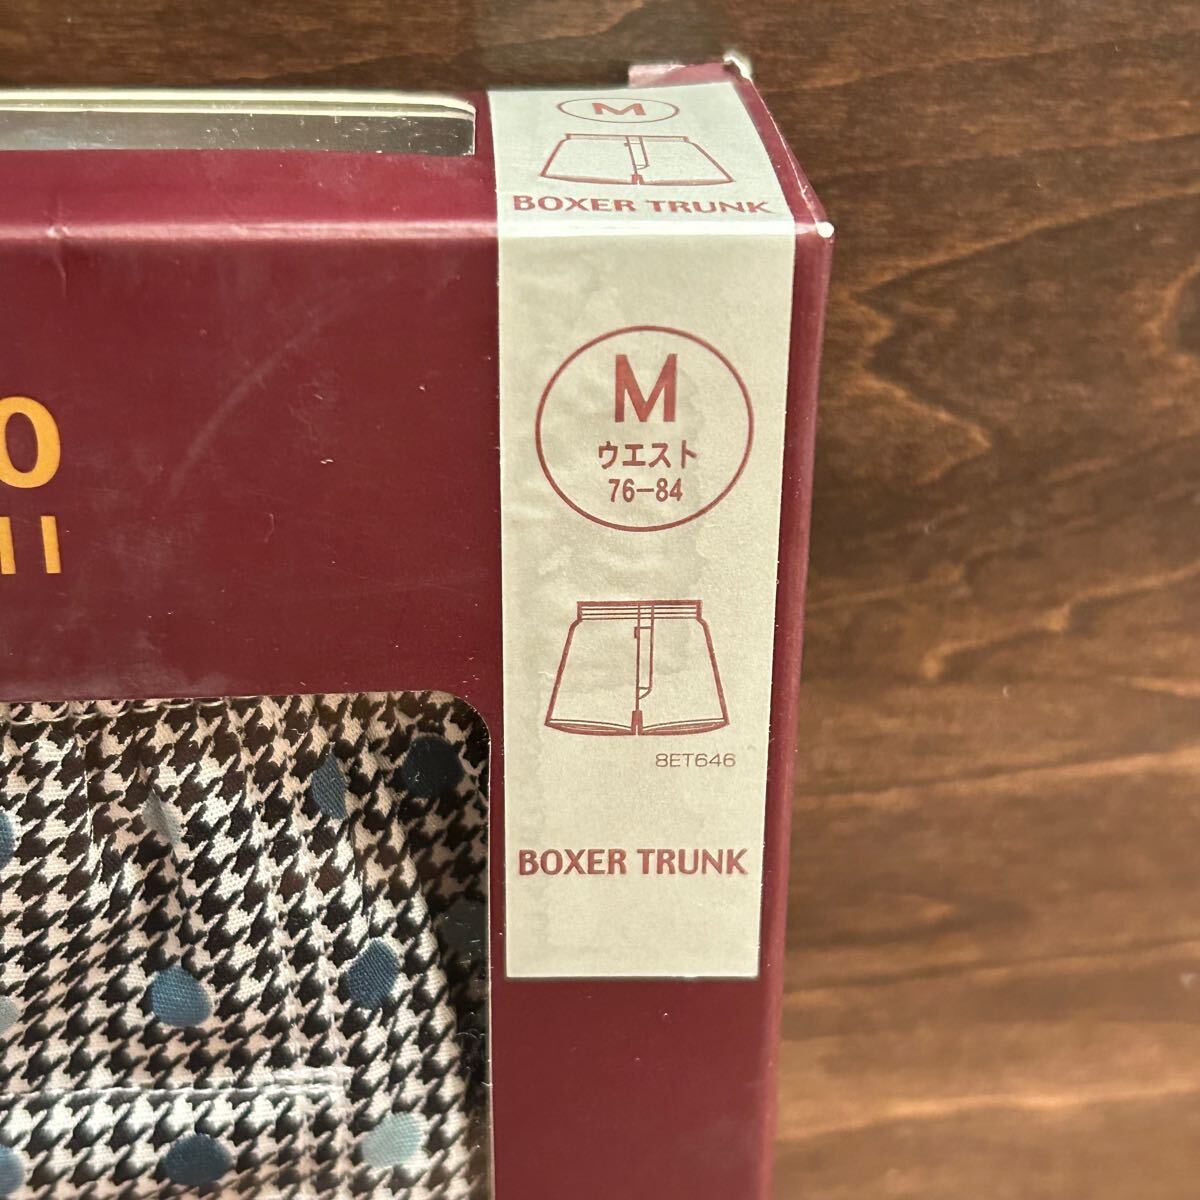 M
BOXER TRUNK
M
ウエスト
76-84
8ET646
BOXER TRUNK